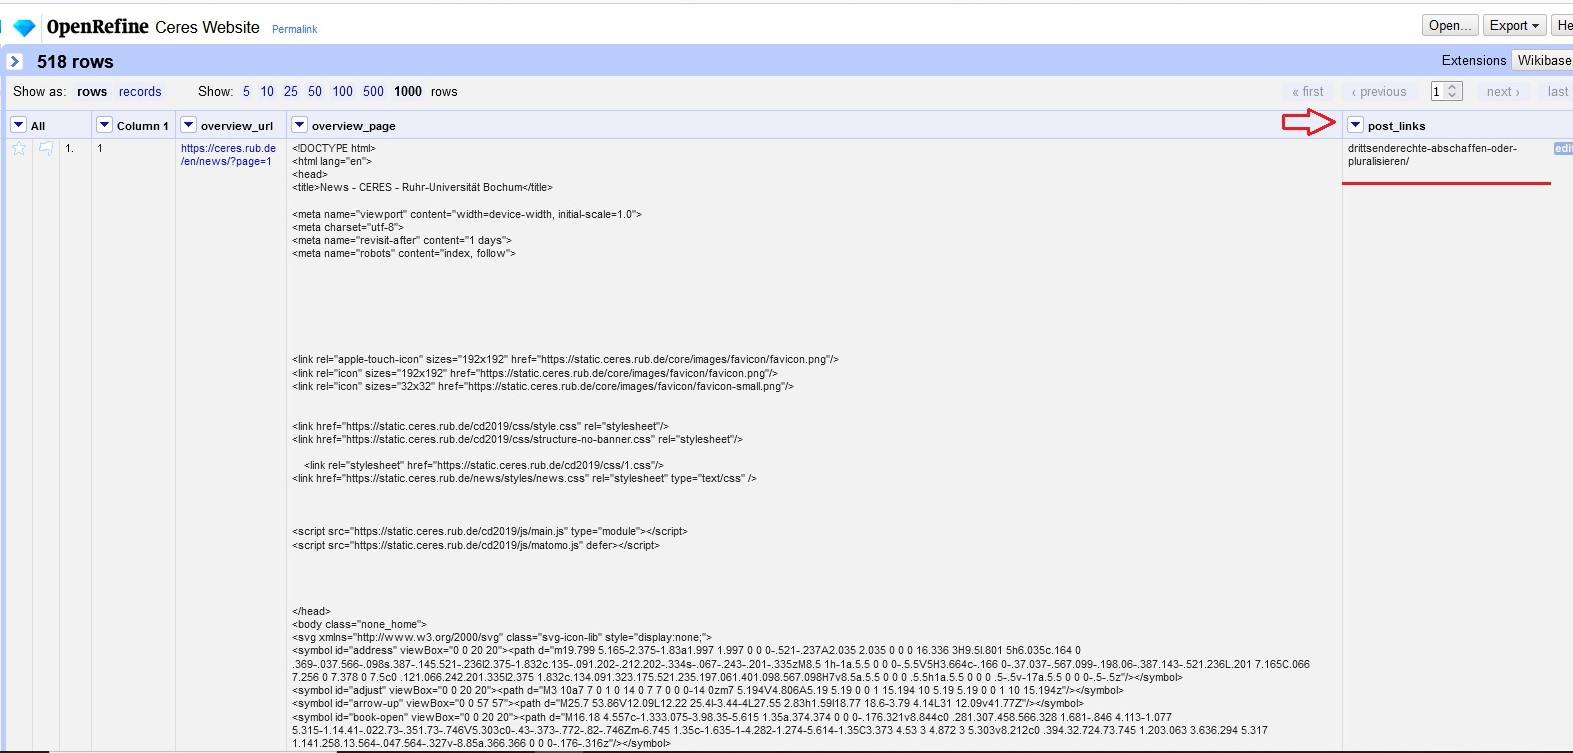 OpenRefine Ceres Website Permalink Open... Export He
518 rows Extensions Wikibase
Show as: rows records Show: 5 10 25 50 100 500 1000 rows « first ‹ previous 1 next › last
All Column 1 overview_url overview_page post_links
1. 1 https://ceres.rub.de <!DOCTYPE html> drittsenderechte-abschaffen-oder- edit
/en/news/?page=1 <html lang="en"> pluralisieren/
<head>
<title>News - CERES - Ruhr-Universität Bochum</title>
<meta name="viewport" content="width=device-width, initial-scale=1.0">
<meta charset="utf-8">
<meta name="revisit-after" content="1 days">
<meta name="robots" content="index, follow">
<link rel="apple-touch-icon" sizes="192x192" href="https://static.ceres.rub.de/core/images/favicon/favicon.png"/>
<link rel="icon" sizes="192x192" href="https://static.ceres.rub.de/core/images/favicon/favicon.png"/>
<link rel="icon" sizes="32x32" href="https://static.ceres.rub.de/core/images/favicon/favicon-small.png"/>
<link href="https://static.ceres.rub.de/cd2019/css/style.css" rel="stylesheet"/>
<link href="https://static.ceres.rub.de/cd2019/css/structure-no-banner.css" rel="stylesheet"/>
<link rel="stylesheet" href="https://static.ceres.rub.de/cd2019/css/1.css"/>
<link href="https://static.ceres.rub.de/news/styles/news.css" rel="stylesheet" type="text/css" />
<script src="https://static.ceres.rub.de/cd2019/js/main.js" type="module"></script>
<script src="https://static.ceres.rub.de/cd2019/js/matomo.js" defer></script>
</head>
<body class="none_home">
<svg xmlns="http://www.w3.org/2000/svg" class="svg-icon-lib" style="display:none;">
<symbol id="address" viewBox="0 0 20 20"><path d="m19.799 5.165-2.375-1.83a1.997 1.997 0 0 0-.521-.237A2.035 2.035 0 0 0 16.336 3H9.5l.801 5h6.035c.164 0
.369-.037.566-.098s.387-.145.521-.236l2.375-1.832c.135-.091.202-.212.202-.334s-.067-.243-.201-.335zM8.5 1h-1a.5.5 0 0 0-.5.5V5H3.664c-.166 0-.37.037-.567.099-.198.06-.387.143-.521.236L.201 7.165C.066
7.256 0 7.378 0 7.5c0 .121.066.242.201.335l2.375 1.832c.134.091.323.175.521.235.197.061.401.098.567.098H7v8.5a.5.5 0 0 0 .5.5h1a.5.5 0 0 0 .5-.5v-17a.5.5 0 0 0-.5-.5z"/></symbol>
<symbol id="adjust" viewBox="0 0 20 20"><path d="M3 10a7 7 0 1 0 14 0 7 7 0 0 0-14 0zm7 5.194V4.806A5.19 5.19 0 0 1 15.194 10 5.19 5.19 0 0 1 10 15.194z"/></symbol>
<symbol id="arrow-up" viewBox="0 0 57 57"><path d="M25.7 53.86V12.09L12.22 25.4l-3.44-4L27.55 2.83h1.59l18.77 18.6-3.79 4.14L31 12.09v41.77Z"/></symbol>
<symbol id="book-open" viewBox="0 0 20 20"><path d="M16.18 4.557c-1.333.075-3.98.35-5.615 1.35a.374.374 0 0 0-.176.321v8.844c0 .281.307.458.566.328 1.681-.846 4.113-1.077
5.315-1.14.41-.022.73-.351.73-.746V5.303c0-.43-.373-.772-.82-.746Zm-6.745 1.35c-1.635-1-4.282-1.274-5.614-1.35C3.373 4.53 3 4.872 3 5.303v8.212c0 .394.32.724.73.745 1.203.063 3.636.294 5.317
1.141.258.13.564-.047.564-.327v-8.85a.366.366 0 0 0-.176-.316z"/></symbol>